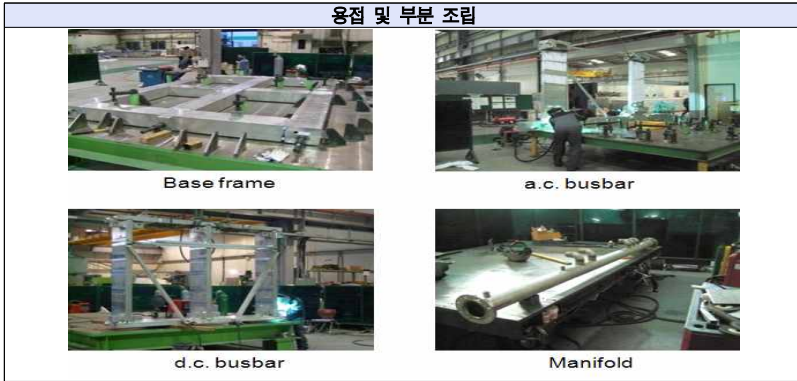 용접 및 부분 조립
Base frame
a.c. busbar
d.c. busbar
Manifold